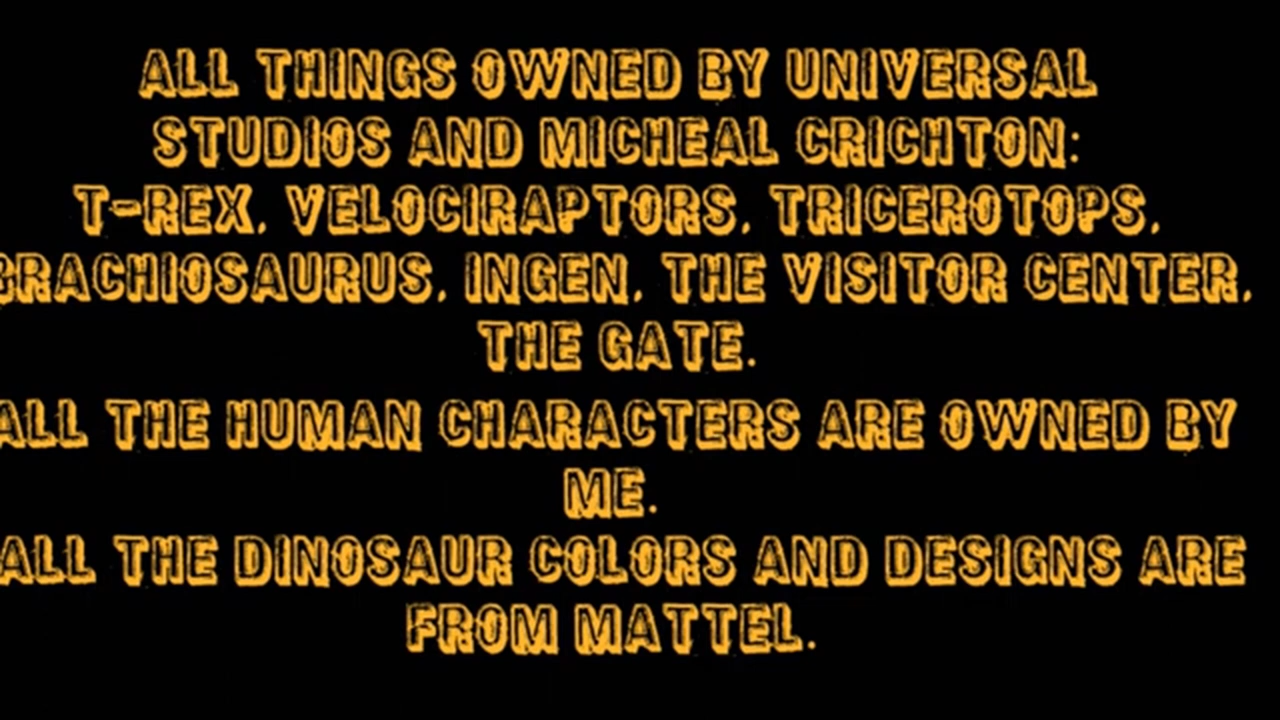 ALL THINGS OWNED BY UNIVERSAL
STUDIOS AND MICHEAL CRICHTON:
T-REX, VELOCIRAPTORS, TRICEROTOPS,
BRACHIOSAURUS, INGEN, THE VISITOR CENTER,
THE GATE.
ALL THE HUMAN CHARACTERS ARE OWNED BY
ME.
ALL THE DINOSAUR COLORS AND DESIGNS ARE
FROM MATTEL.